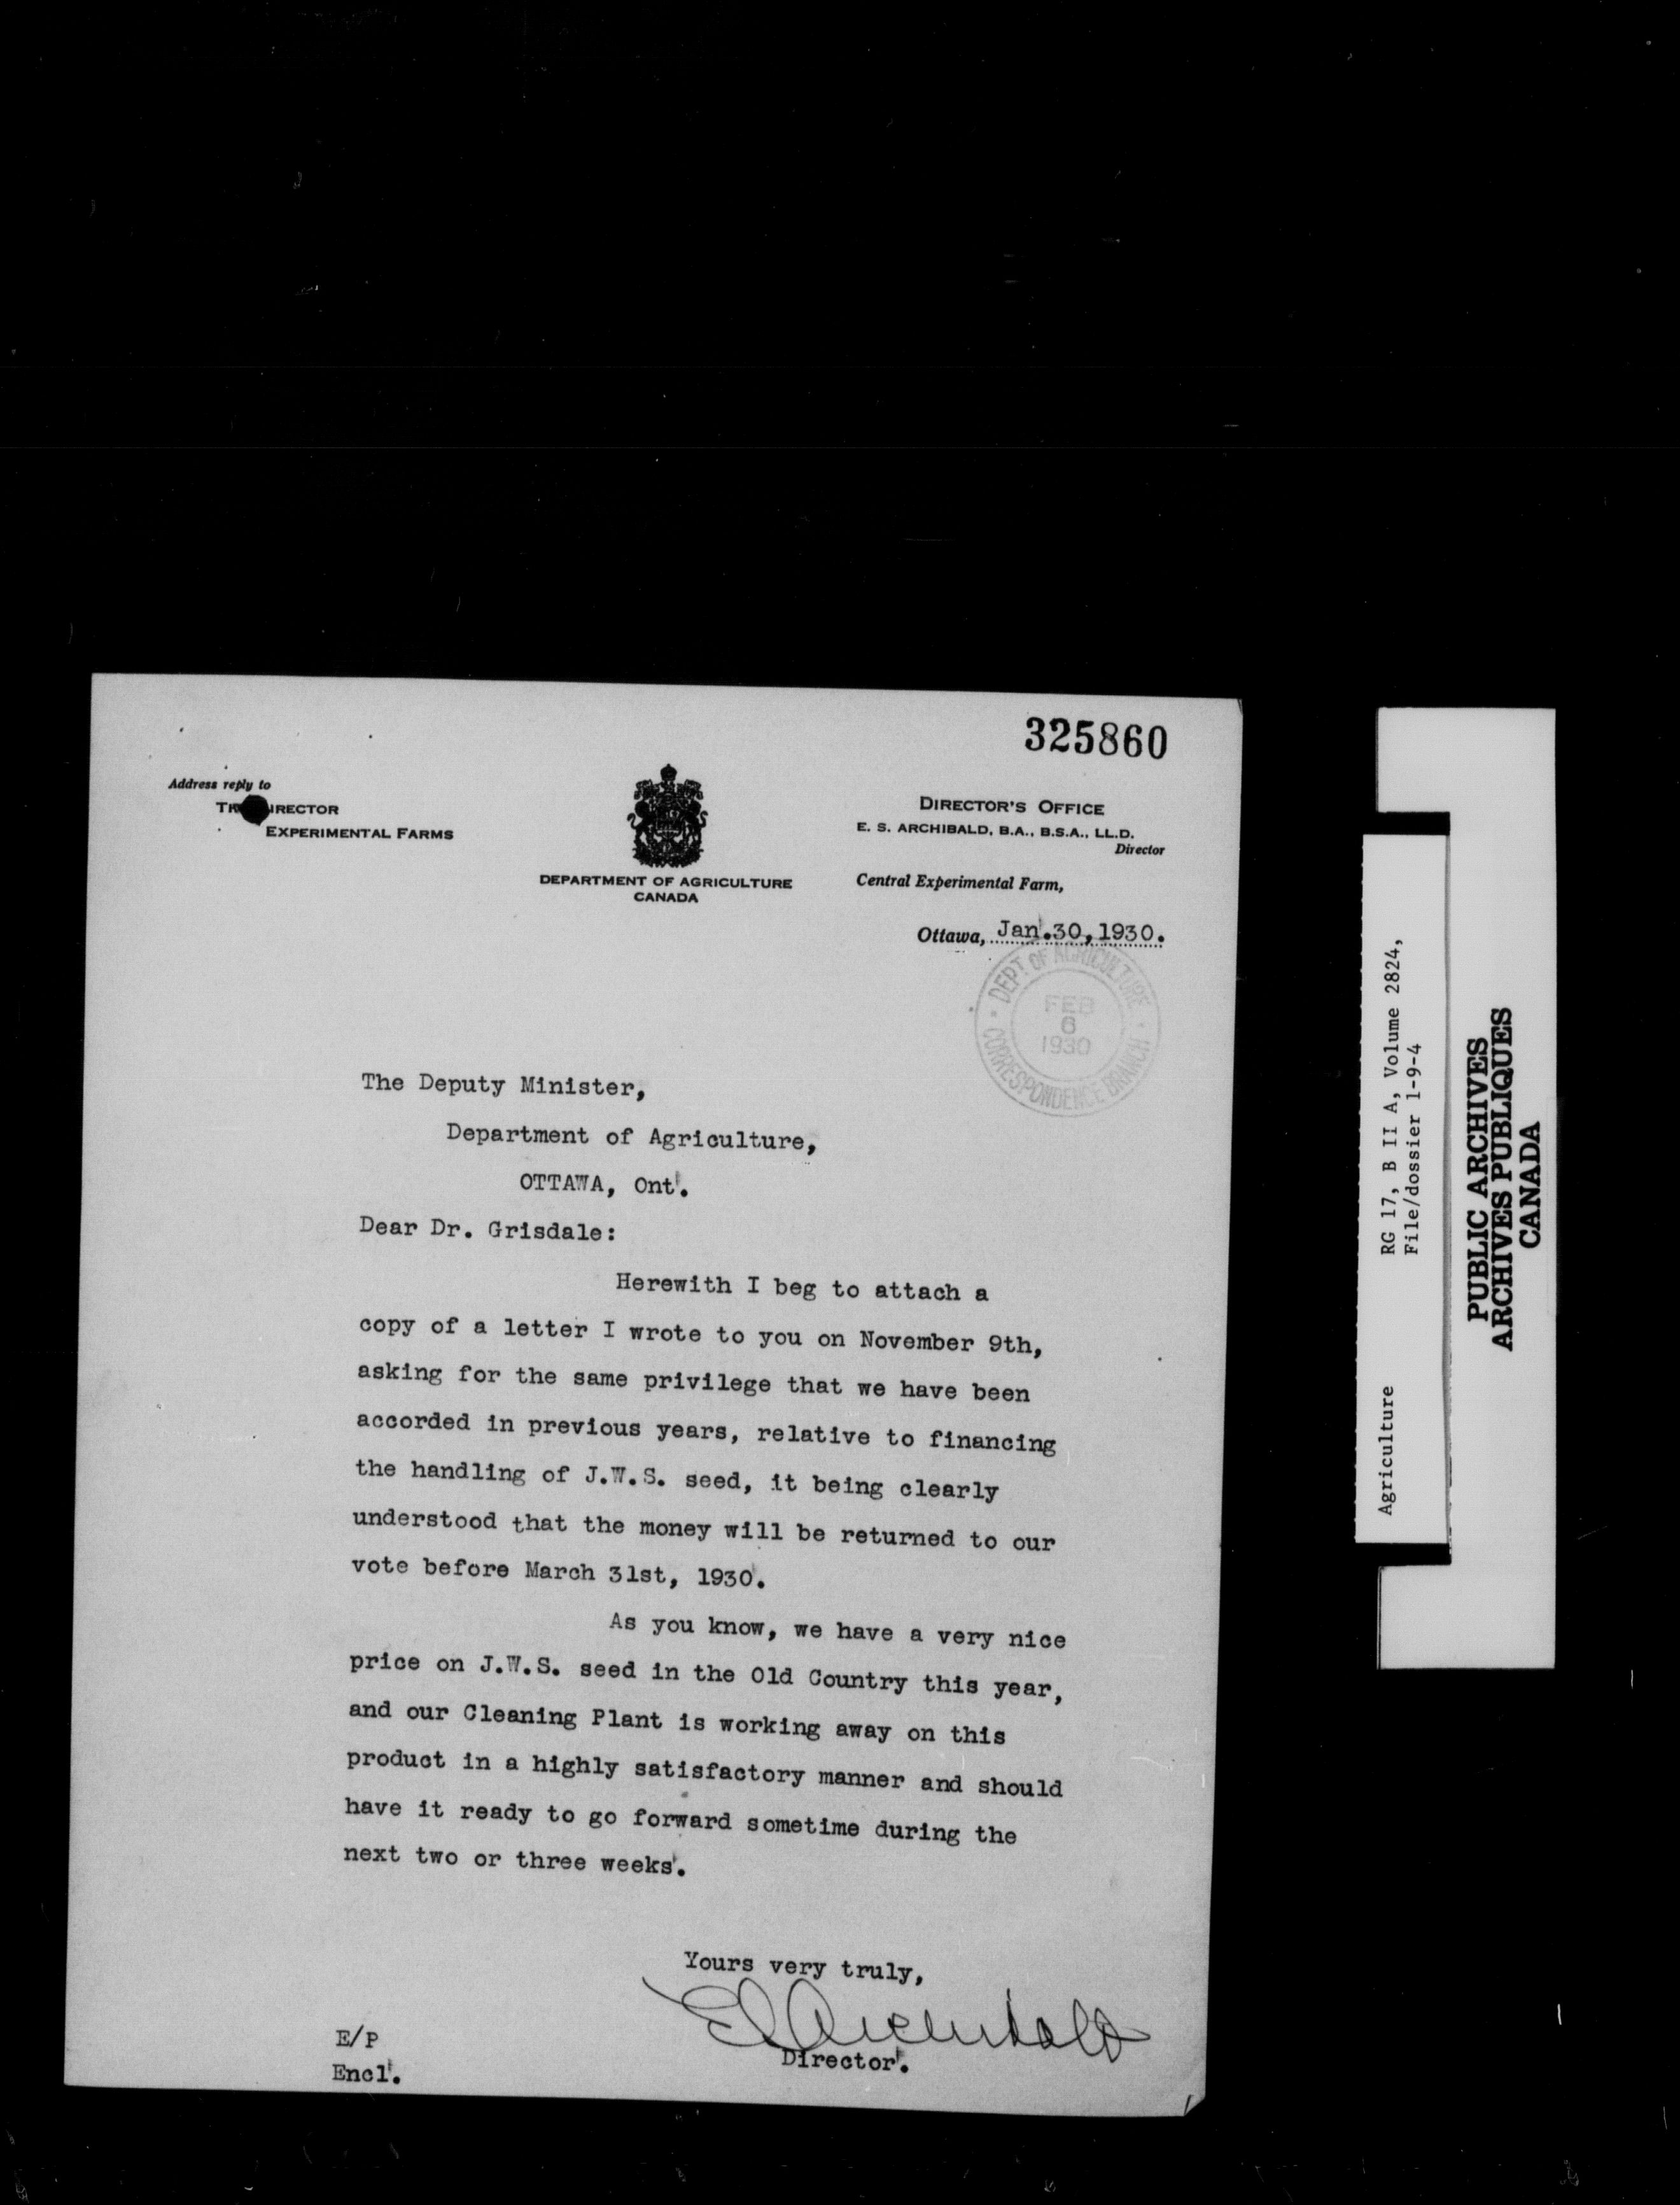 325860
Address reply to
IRECTOR
EXPERIMENTAL FARMS
DEPARTMENT OF AGRICULTURE
CANADA
DIRECTOR'S OFFICE
E. S. ARCHIBALD, B.A., B.S.A., LL.D.
Director
Central Experimental Farm,
Ottawa, Jan.30,1930.
DEPT. OF AGRICULTURE
FEB
6
1930
CORRESPONDENCE BRANCH
The Deputy Minister,
Department of Agriculture,
OTTAWA, Ont.
Dear Dr. Grisdale:
Herewith I beg to attach a
copy of a letter I wrote to you on November 9th,
asking for the same privilege that we have been
accorded in previous years, relative to financing
the handling of J.W.S. seed, it being clearly
understood that the money will be returned to our
vote before March 31st, 1930.
As you know, we have a very nice
price on J.W.S. seed in the Old Country this year,
and our Cleaning Plant is working away on this
product in a highly satisfactory manner and should
have it ready to go forward sometime during the
next two or three weeks.
Yours very truly,
ES Archibald
Director.
E/P
Encl.
Agriculture RG 17, B II A, Volume 2824,
File/dossier 1-9-4
PUBLIC ARCHIVES
ARCHIVES PUBLIQUES
CANADA